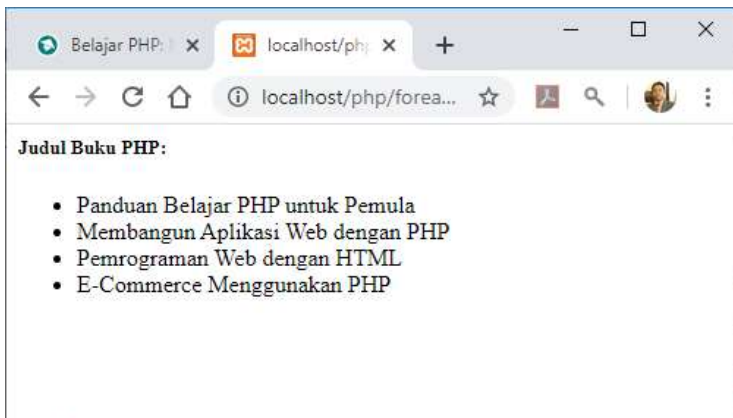 Belajar PHP:
localhost/ph
localhost/php/forea...
Judul Buku PHP:
• Panduan Belajar PHP untuk Pemula
• Membangun Aplikasi Web dengan PHP
• Pemrograman Web dengan HTML
• E-Commerce Menggunakan PHP